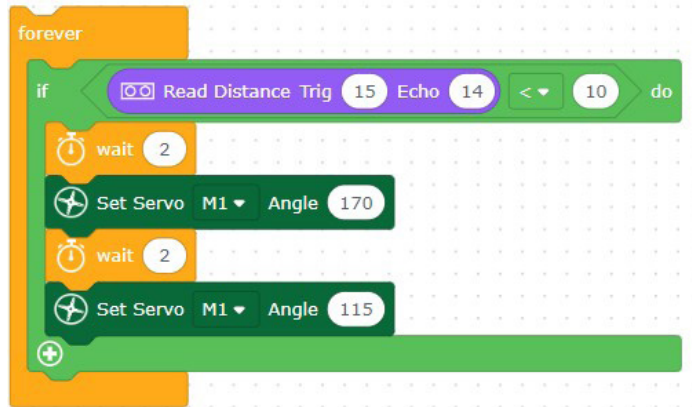 forever
if Read Distance Trig 15 Echo 14 < 10 do
wait 2
Set Servo M1 Angle 170
wait 2
Set Servo M1 Angle 115